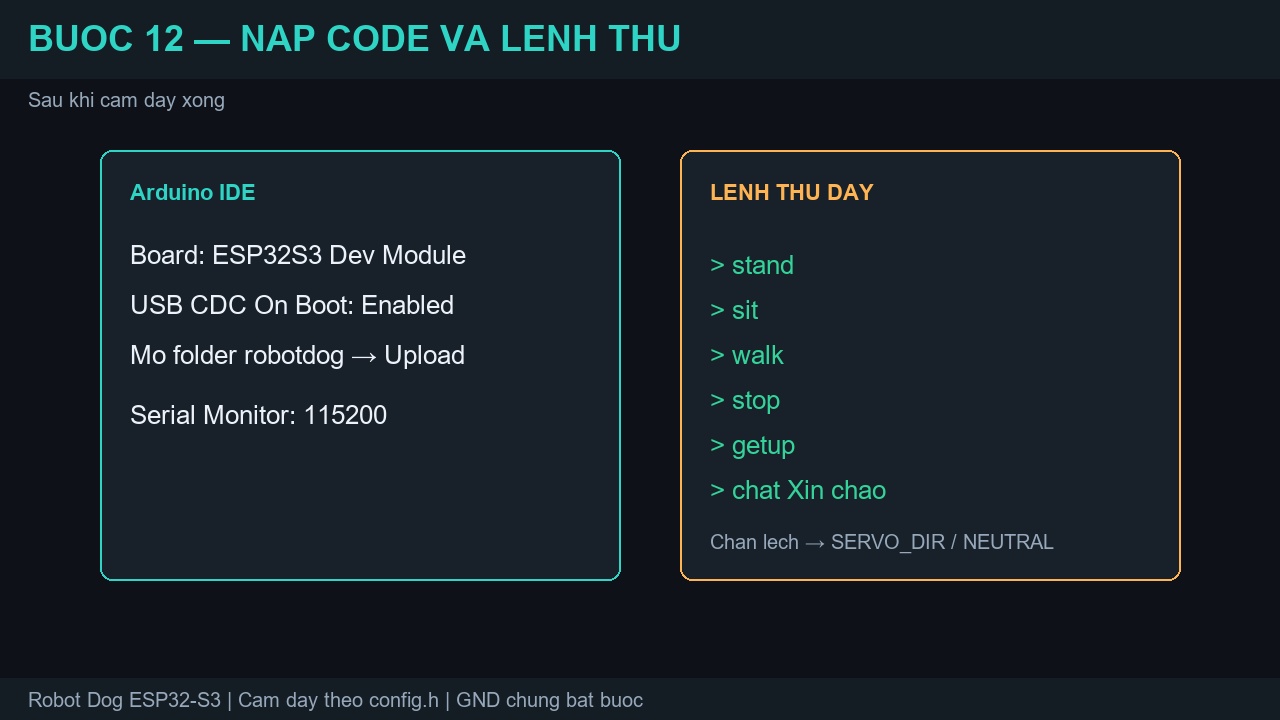 BUOC 12 — NAP CODE VA LENH THU
Sau khi cam day xong
Arduino IDE
Board: ESP32S3 Dev Module
USB CDC On Boot: Enabled
Mo folder robotdog → Upload
Serial Monitor: 115200
LENH THU DAY
> stand
> sit
> walk
> stop
> getup
> chat Xin chao
Chan lech → SERVO_DIR / NEUTRAL
Robot Dog ESP32-S3 | Cam day theo config.h | GND chung bat buoc